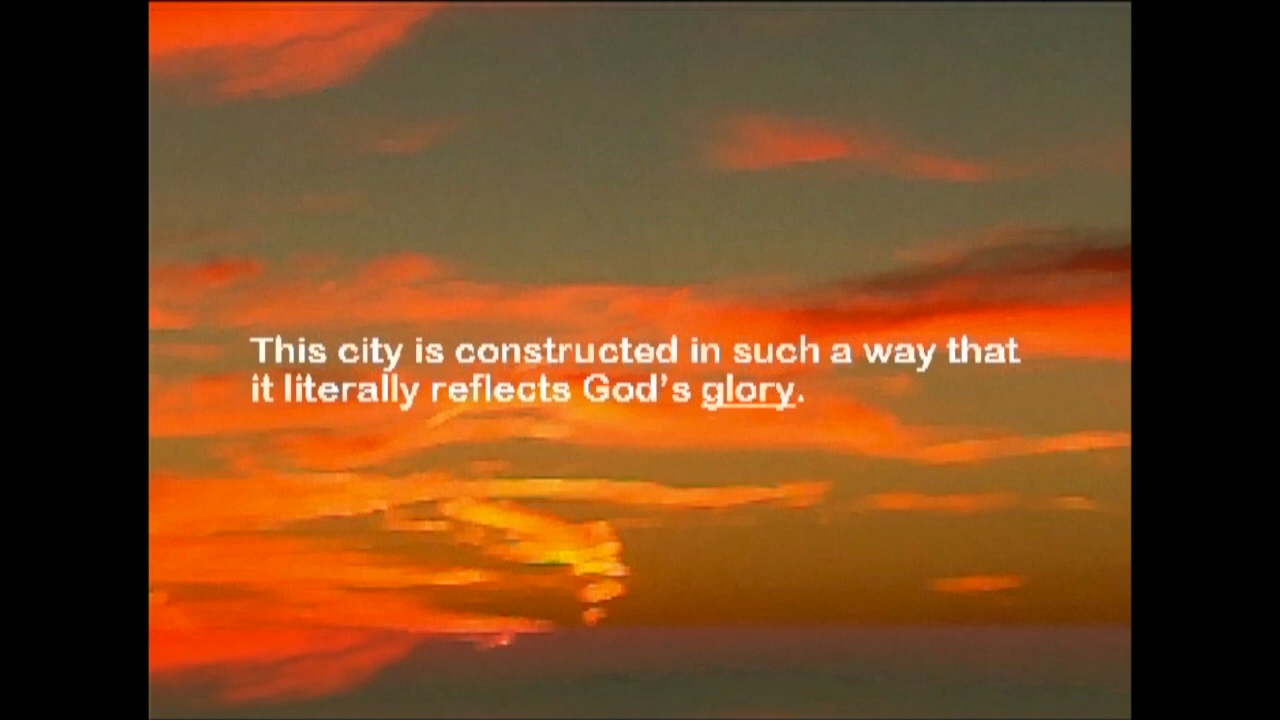 This city is constructed in such a way that
it literally reflects God's glory.